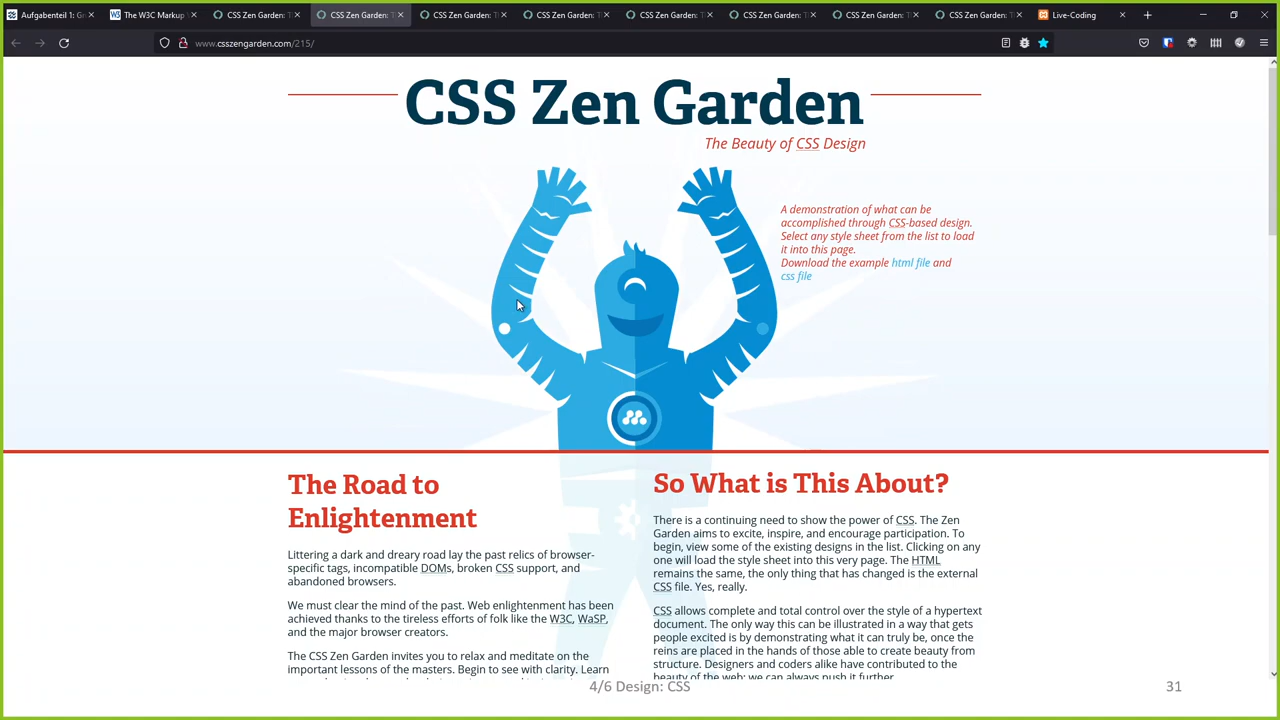 Aufgabenteil 1: Gr
The W3C Markup
CSS Zen Garden: T
CSS Zen Garden: T
CSS Zen Garden: T
CSS Zen Garden: T
CSS Zen Garden: T
CSS Zen Garden: T
CSS Zen Garden: T
CSS Zen Garden: T
Live-Coding
www.csszengarden.com/215/
CSS Zen Garden
The Beauty of CSS Design
A demonstration of what can be
accomplished through CSS-based design.
Select any style sheet from the list to load
it into this page.
Download the example html file and
css file
The Road to
Enlightenment
Littering a dark and dreary road lay the past relics of browser-
specific tags, incompatible DOMs, broken CSS support, and
abandoned browsers.
We must clear the mind of the past. Web enlightenment has been
achieved thanks to the tireless efforts of folk like the W3C, WaSP,
and the major browser creators.
The CSS Zen Garden invites you to relax and meditate on the
important lessons of the masters. Begin to see with clarity. Learn
So What is This About?
There is a continuing need to show the power of CSS. The Zen
Garden aims to excite, inspire, and encourage participation. To
begin, view some of the existing designs in the list. Clicking on any
one will load the style sheet into this very page. The HTML
remains the same, the only thing that has changed is the external
CSS file. Yes, really.
CSS allows complete and total control over the style of a hypertext
document. The only way this can be illustrated in a way that gets
people excited is by demonstrating what it can truly be, once the
reins are placed in the hands of those able to create beauty from
structure. Designers and coders alike have contributed to the
beauty of the web; we can always push it further.
4/6 Design: CSS
31